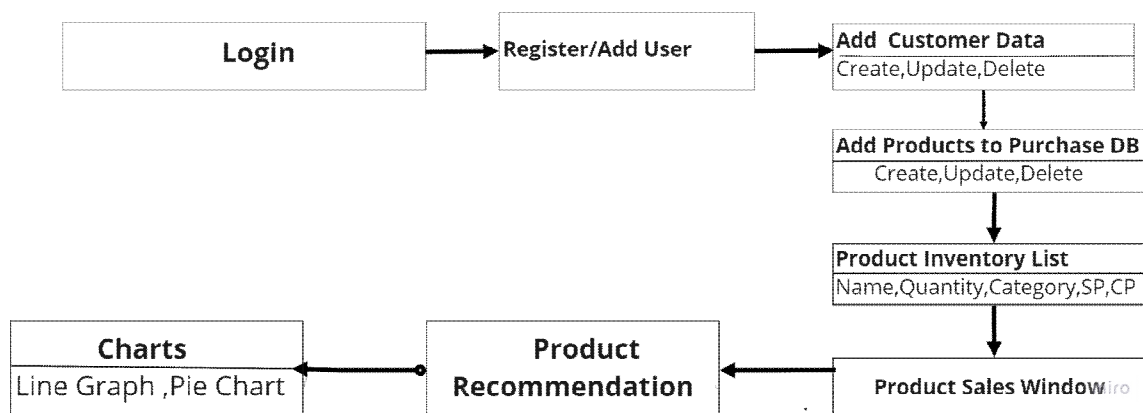 Login
Register/Add User
Add Customer Data
Create,Update,Delete
Add Products to Purchase DB
Create,Update,Delete
Product Inventory List
Name,Quantity,Category,SP,CP
Product Sales Window
miro
Product
Recommendation
Charts
Line Graph ,Pie Chart